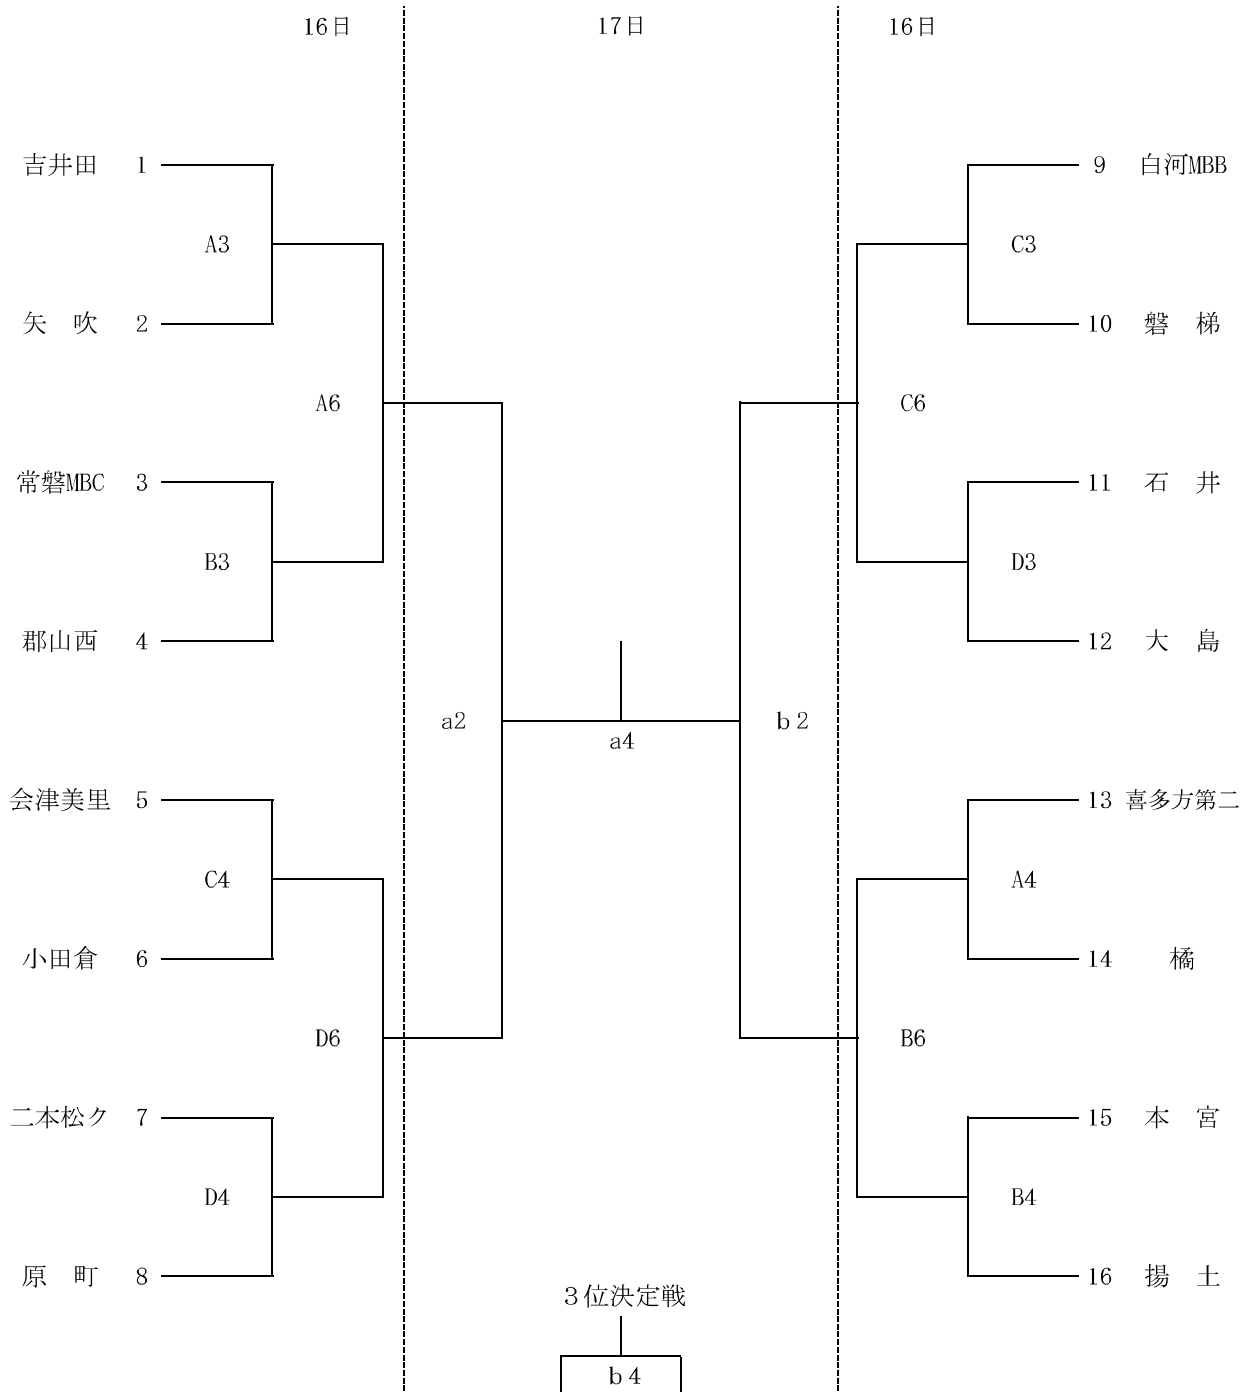 16日 17日 16日
吉井田 1 9 白河MBB
A3 C3
矢　吹 2 10 磐　梯
A6 C6
常磐MBC 3 11 石　井
B3 D3
郡山西 4 12 大　島
a2 b２
a4
会津美里 5 13 喜多方第二
C4 A4
小田倉 6 14 橘
D6 B6
二本松ク 7 15 本　宮
D4 B4
原　町 8 16 揚　土
３位決定戦
b４